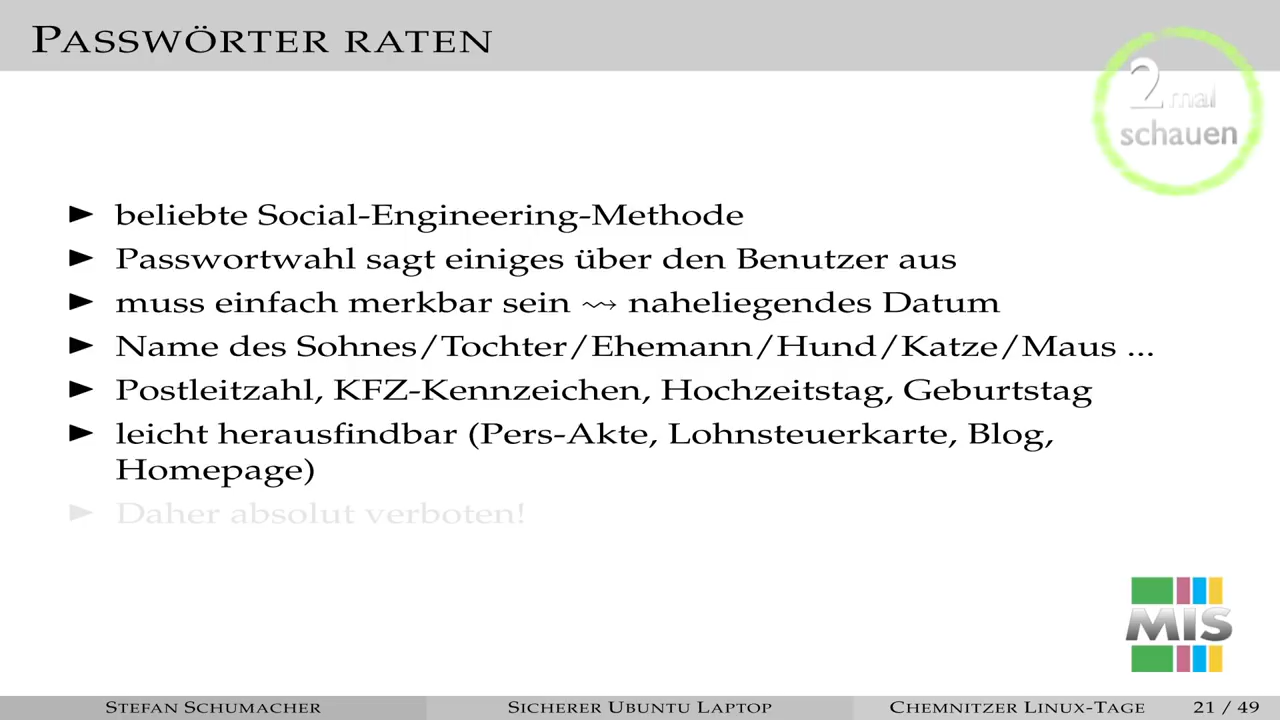 PASSWÖRTER RATEN
2 mal
schauen
► beliebte Social-Engineering-Methode
► Passwortwahl sagt einiges über den Benutzer aus
► muss einfach merkbar sein ⇝ naheliegendes Datum
► Name des Sohnes/Tochter/Ehemann/Hund/Katze/Maus ...
► Postleitzahl, KFZ-Kennzeichen, Hochzeitstag, Geburtstag
► leicht herausfindbar (Pers-Akte, Lohnsteuerkarte, Blog,
Homepage)
► Daher absolut verboten!
MIS
STEFAN SCHUMACHER SICHERER UBUNTU LAPTOP CHEMNITZER LINUX-TAGE 21 / 49